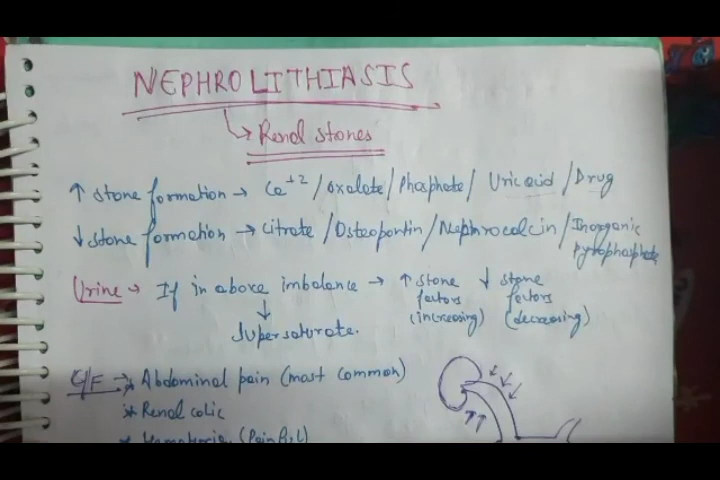 NEPHROLITHIASIS
↳ Renal stones
↑ stone formation → Ca⁺² / oxalate / Phosphate / Uric acid / Drug
↓ stone formation → Citrate / Osteopontin / Nephrocalcin / Inorganic pyrophosphate
Urine → If in above imbalance → ↑ stone factors (increasing) ↓ stone factors (decreasing)
↓
Supersaturate.
C/F → * Abdominal pain (most common)
* Renal colic